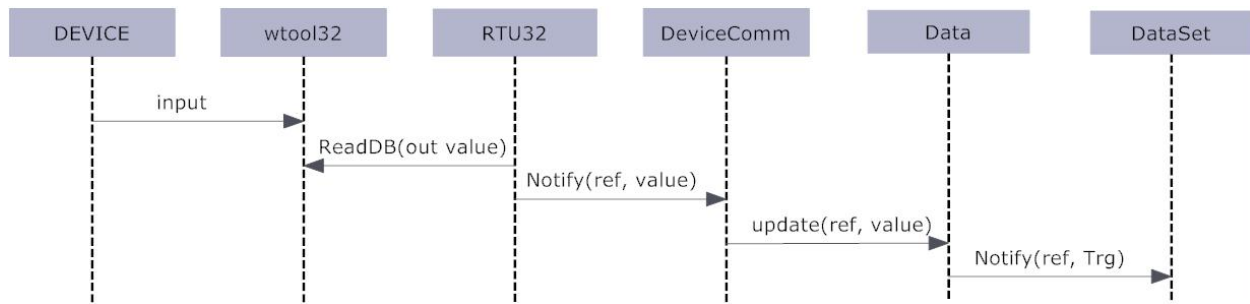 DEVICE
wtool32
RTU32
DeviceComm
Data
DataSet
input
ReadDB(out value)
Notify(ref, value)
update(ref, value)
Notify(ref, Trg)